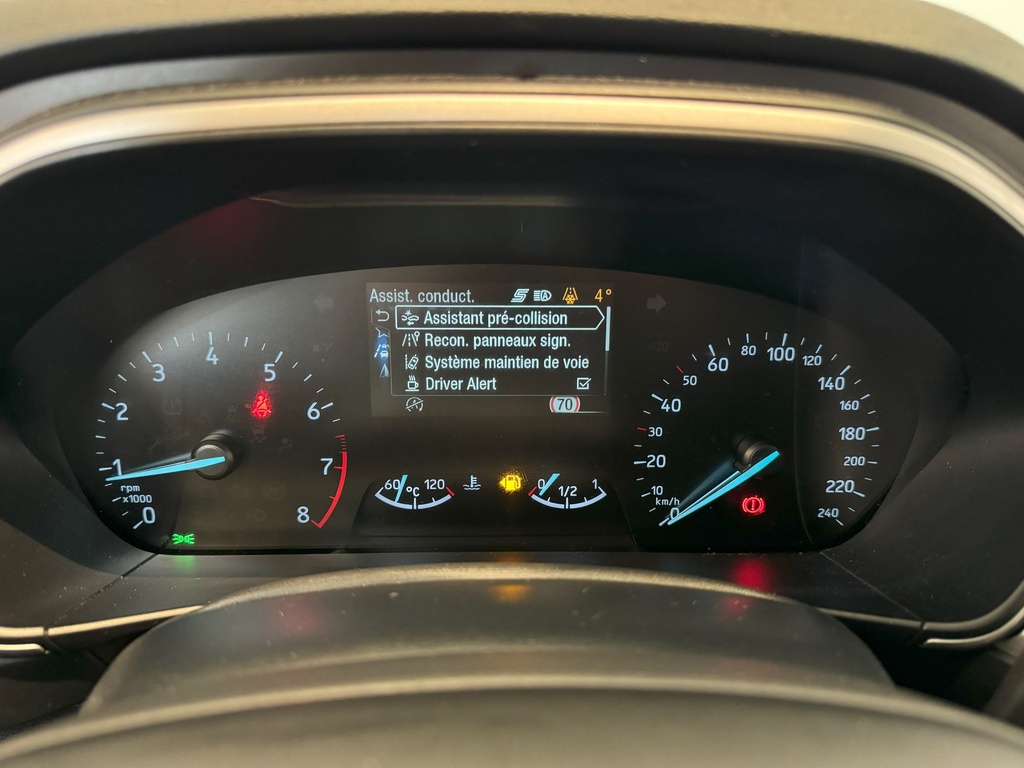 Assist. conduct. 4°
Assistant pré-collision
Recon. panneaux sign.
Système maintien de voie
Driver Alert
70
0
1
2
3
4
5
6
7
8
rpm
x1000
60 °C 120
0 1/2 1
0
10
20
30
40
50
60
80
100
120
140
160
180
200
220
240
km/h